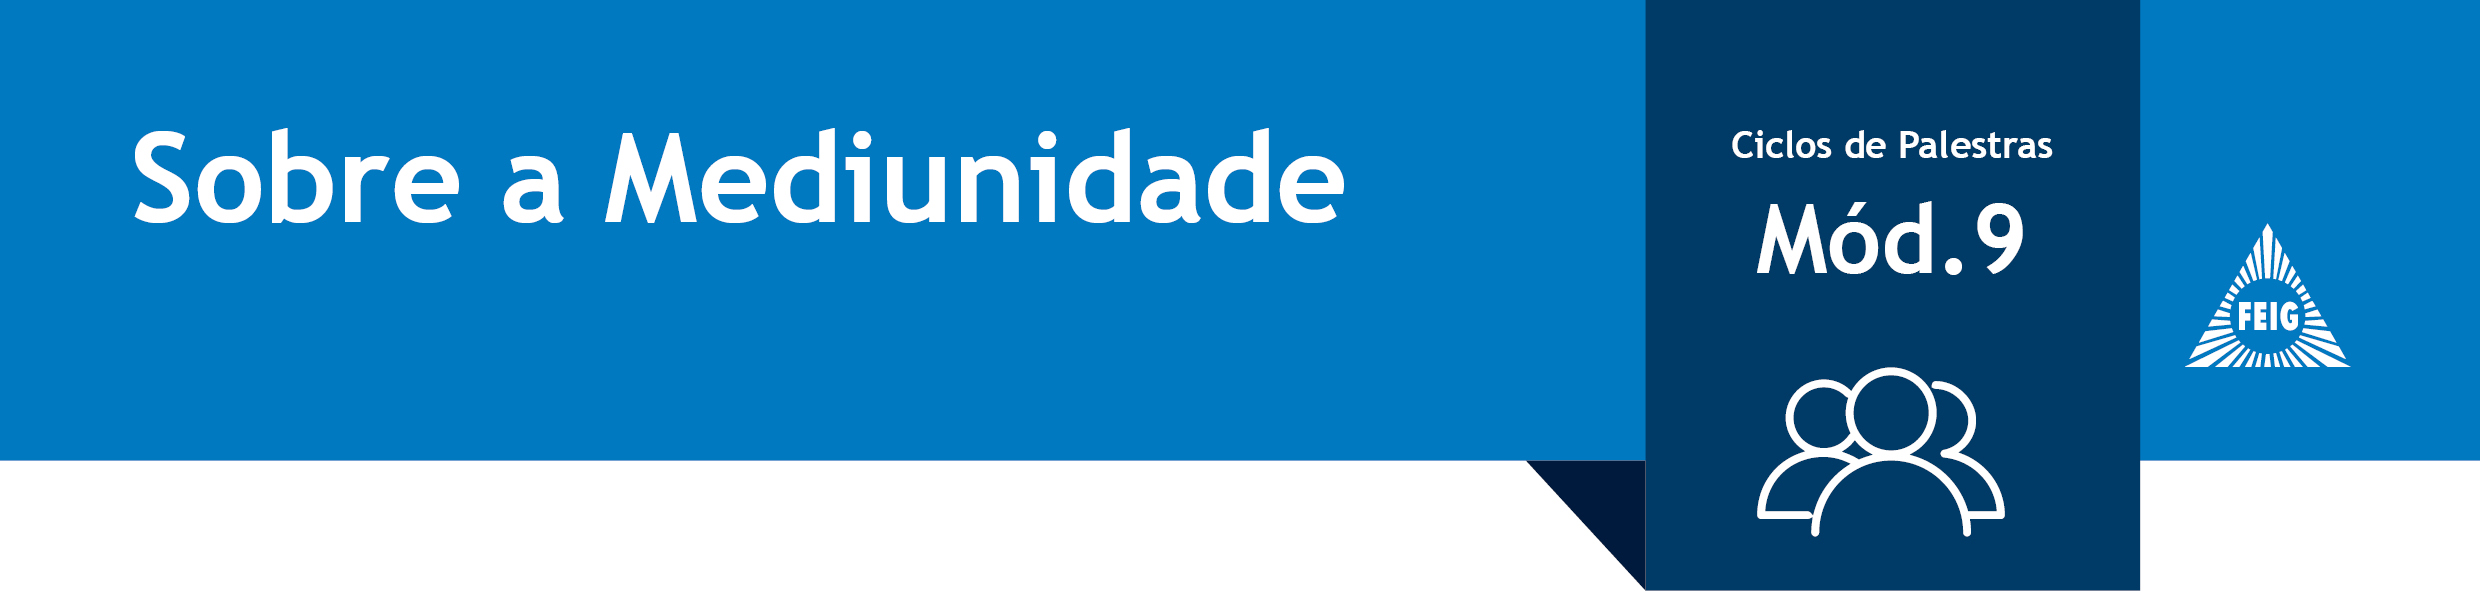 Sobre a Mediunidade
Ciclos de Palestras
Mód.9
FEIG